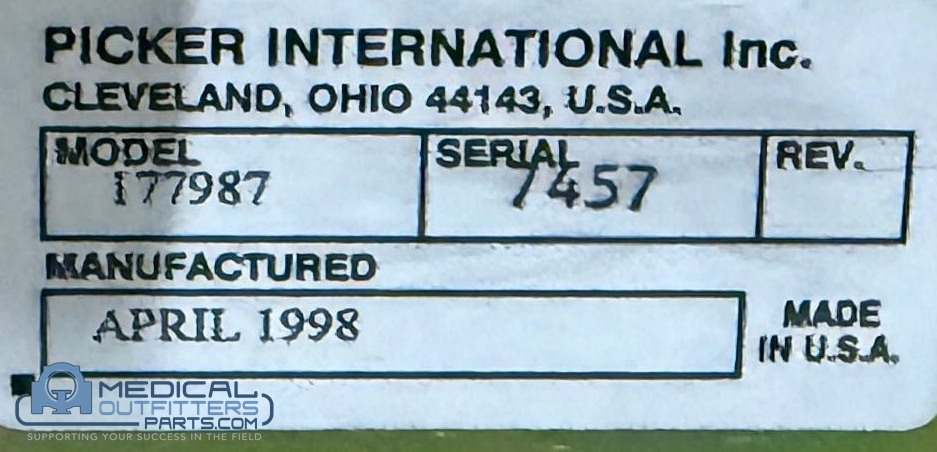 PICKER INTERNATIONAL Inc.
CLEVELAND, OHIO 44143, U.S.A.
MODEL SERIAL REV.
177987 7457
MANUFACTURED
APRIL 1998
MADE
IN U.S.A.
MEDICAL
OUTFITTERS
PARTS.COM
SUPPORTING YOUR SUCCESS IN THE FIELD